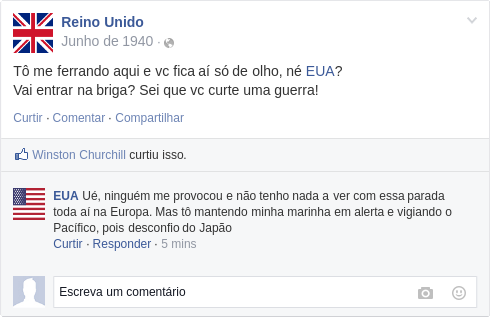 Reino Unido
Junho de 1940 ·
Tô me ferrando aqui e vc fica aí só de olho, né EUA?
Vai entrar na briga? Sei que vc curte uma guerra!
Curtir · Comentar · Compartilhar
Winston Churchill curtiu isso.
EUA Ué, ninguém me provocou e não tenho nada a ver com essa parada
toda aí na Europa. Mas tô mantendo minha marinha em alerta e vigiando o
Pacífico, pois desconfio do Japão
Curtir · Responder · 5 mins
Escreva um comentário